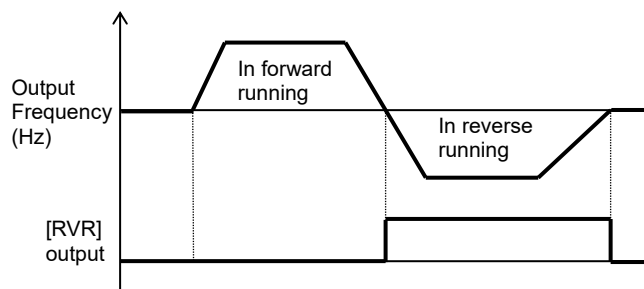 Output
Frequency
(Hz)
In forward
running
In reverse
running
[RVR]
output